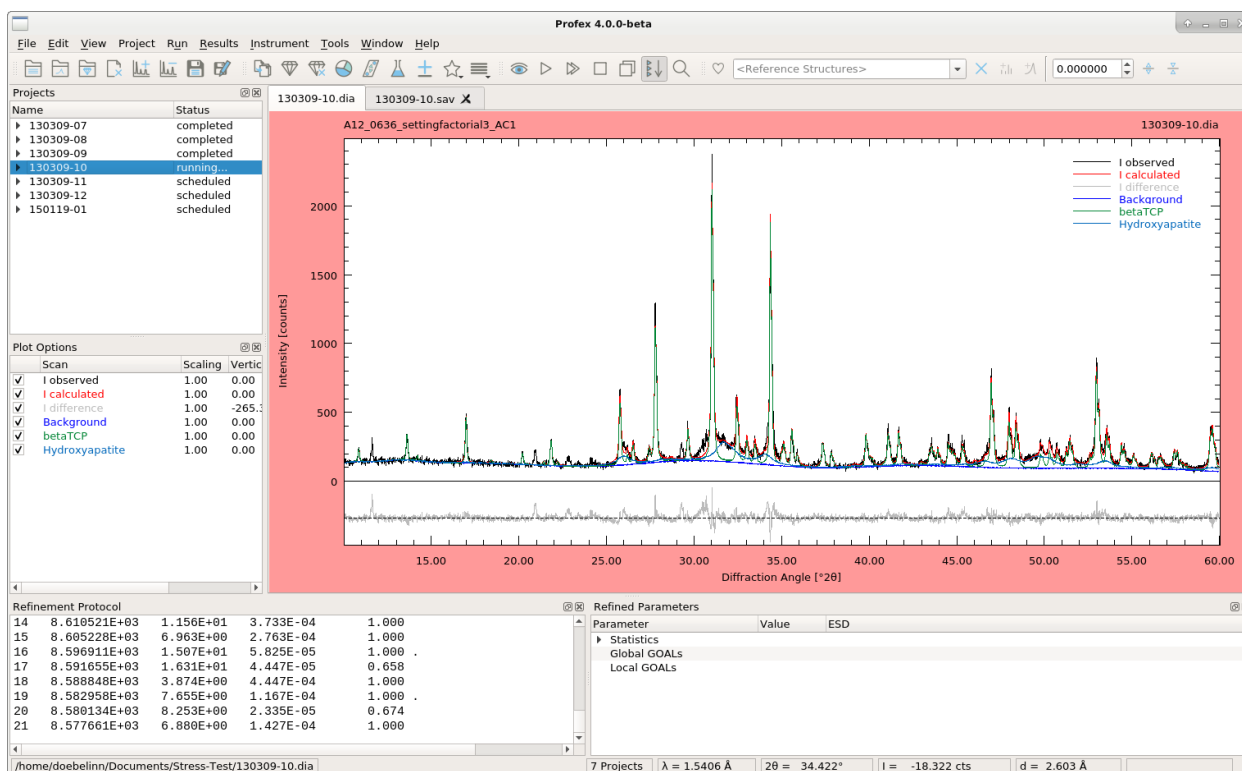 Profex 4.0.0-beta
File Edit View Project Run Results Instrument Tools Window Help
<Reference Structures>
0.000000
Projects
Name Status
130309-07 completed
130309-08 completed
130309-09 completed
130309-10 running...
130309-11 scheduled
130309-12 scheduled
150119-01 scheduled
Plot Options
Scan Scaling Vertic
I observed 1.00 0.00
I calculated 1.00 0.00
I difference 1.00 -265.3
Background 1.00 0.00
betaTCP 1.00 0.00
Hydroxyapatite 1.00 0.00
130309-10.dia 130309-10.sav
A12_0636_settingfactorial3_AC1 130309-10.dia
I observed
I calculated
I difference
Background
betaTCP
Hydroxyapatite
Intensity [counts]
2000
1500
1000
500
0
15.00 20.00 25.00 30.00 35.00 40.00 45.00 50.00 55.00 60.00
Diffraction Angle [°2θ]
Refinement Protocol
14 8.610521E+03 1.156E+01 3.733E-04 1.000
15 8.605228E+03 6.963E+00 2.763E-04 1.000
16 8.596911E+03 1.507E+01 5.825E-05 1.000 .
17 8.591655E+03 1.631E+01 4.447E-05 0.658
18 8.588848E+03 3.874E+00 4.447E-04 1.000
19 8.582958E+03 7.655E+00 1.167E-04 1.000 .
20 8.580134E+03 8.253E+00 2.335E-05 0.674
21 8.577661E+03 6.880E+00 1.427E-04 1.000
Refined Parameters
Parameter Value ESD
Statistics
Global GOALs
Local GOALs
/home/doebelinn/Documents/Stress-Test/130309-10.dia
7 Projects λ = 1.5406 Å 2θ = 34.422° I = -18.322 cts d = 2.603 Å